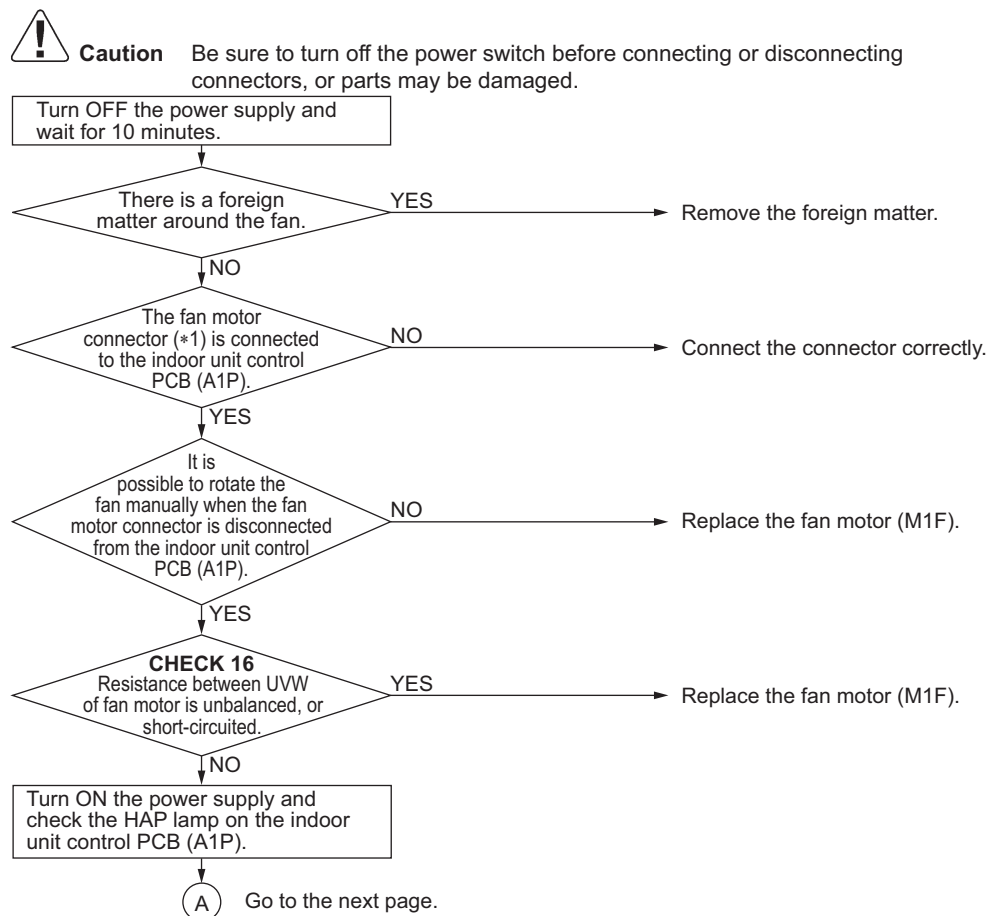 Caution Be sure to turn off the power switch before connecting or disconnecting
connectors, or parts may be damaged.
Turn OFF the power supply and
wait for 10 minutes.
There is a foreign
matter around the fan.
YES
Remove the foreign matter.
NO
The fan motor
connector (*1) is connected
to the indoor unit control
PCB (A1P).
NO
Connect the connector correctly.
YES
It is
possible to rotate the
fan manually when the fan
motor connector is disconnected
from the indoor unit control
PCB (A1P).
NO
Replace the fan motor (M1F).
YES
CHECK 16
Resistance between UVW
of fan motor is unbalanced, or
short-circuited.
YES
Replace the fan motor (M1F).
NO
Turn ON the power supply and
check the HAP lamp on the indoor
unit control PCB (A1P).
A Go to the next page.